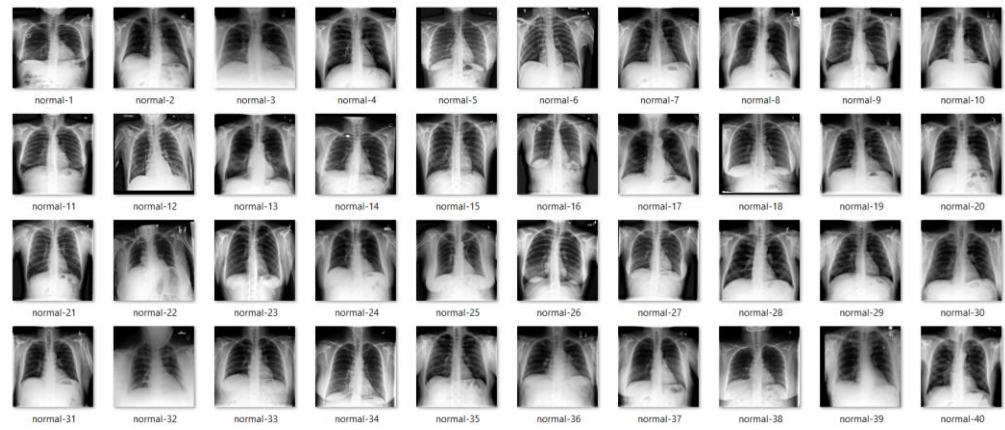 normal-1 normal-2 normal-3 normal-4 normal-5 normal-6 normal-7 normal-8 normal-9 normal-10
normal-11 normal-12 normal-13 normal-14 normal-15 normal-16 normal-17 normal-18 normal-19 normal-20
normal-21 normal-22 normal-23 normal-24 normal-25 normal-26 normal-27 normal-28 normal-29 normal-30
normal-31 normal-32 normal-33 normal-34 normal-35 normal-36 normal-37 normal-38 normal-39 normal-40